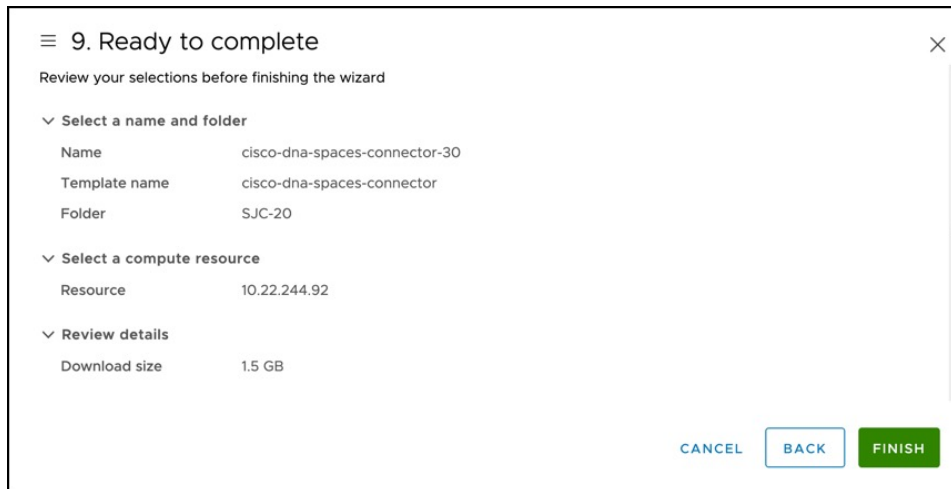 9. Ready to complete
Review your selections before finishing the wizard
Select a name and folder
Name cisco-dna-spaces-connector-30
Template name cisco-dna-spaces-connector
Folder SJC-20
Select a compute resource
Resource 10.22.244.92
Review details
Download size 1.5 GB
CANCEL BACK FINISH